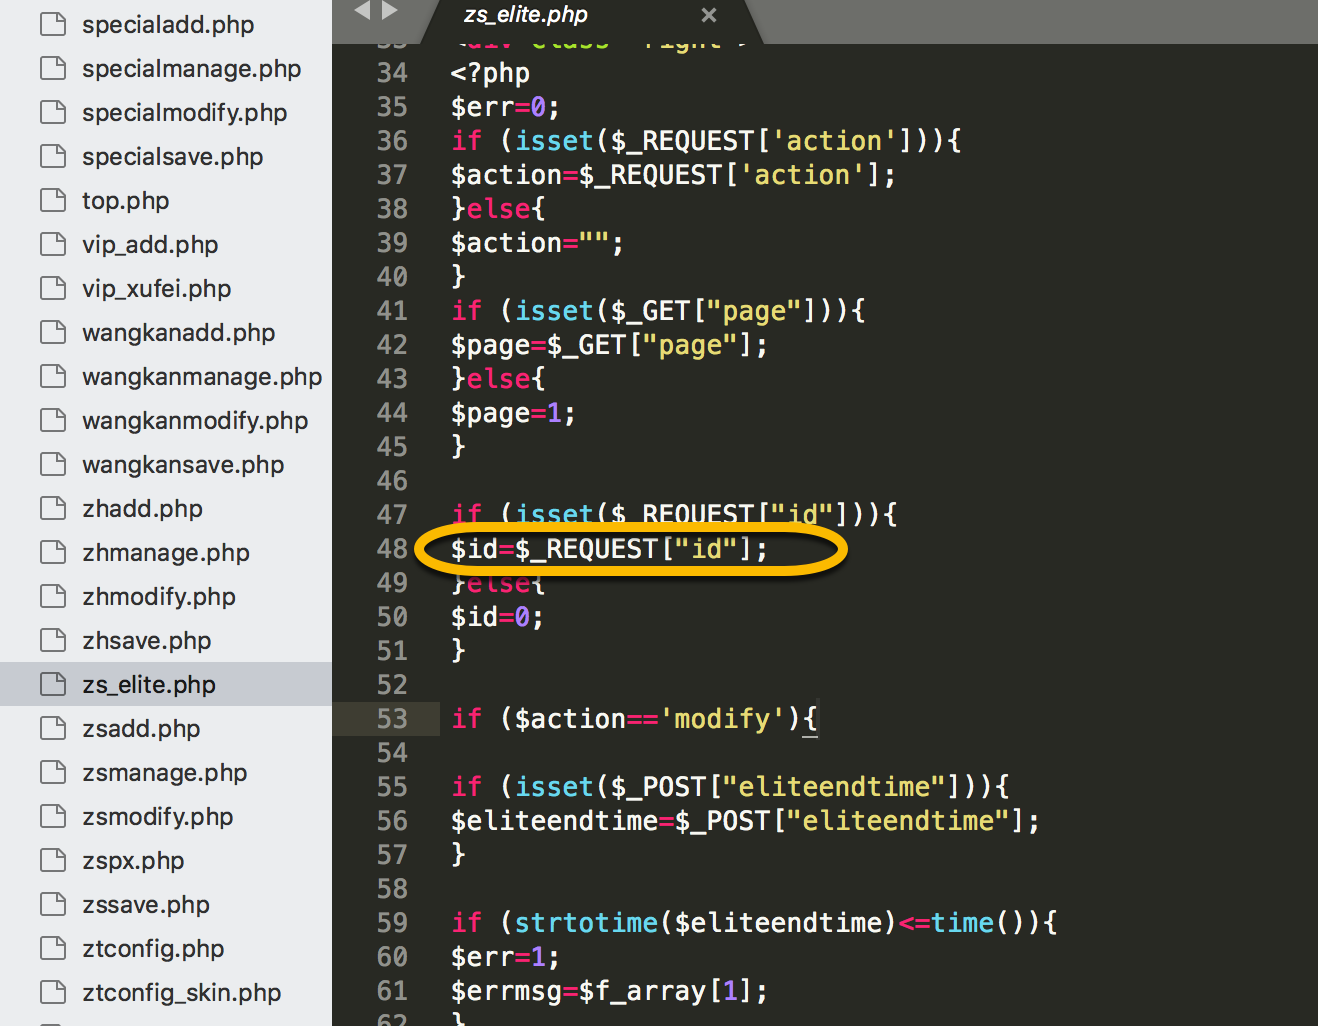 specialadd.php
specialmanage.php
specialmodify.php
specialsave.php
top.php
vip_add.php
vip_xufei.php
wangkanadd.php
wangkanmanage.php
wangkanmodify.php
wangkansave.php
zhadd.php
zhmanage.php
zhmodify.php
zhsave.php
zs_elite.php
zsadd.php
zsmanage.php
zsmodify.php
zspx.php
zssave.php
ztconfig.php
ztconfig_skin.php
zs_elite.php ×
34 <?php
35 $err=0;
36 if (isset($_REQUEST['action'])){
37 $action=$_REQUEST['action'];
38 }else{
39 $action="";
40 }
41 if (isset($_GET["page"])){
42 $page=$_GET["page"];
43 }else{
44 $page=1;
45 }
46
47 if (isset($_REQUEST["id"])){
48 $id=$_REQUEST["id"];
49 }else{
50 $id=0;
51 }
52
53 if ($action=='modify'){
54
55 if (isset($_POST["eliteendtime"])){
56 $eliteendtime=$_POST["eliteendtime"];
57 }
58
59 if (strtotime($eliteendtime)<=time()){
60 $err=1;
61 $errmsg=$f_array[1];
62 }